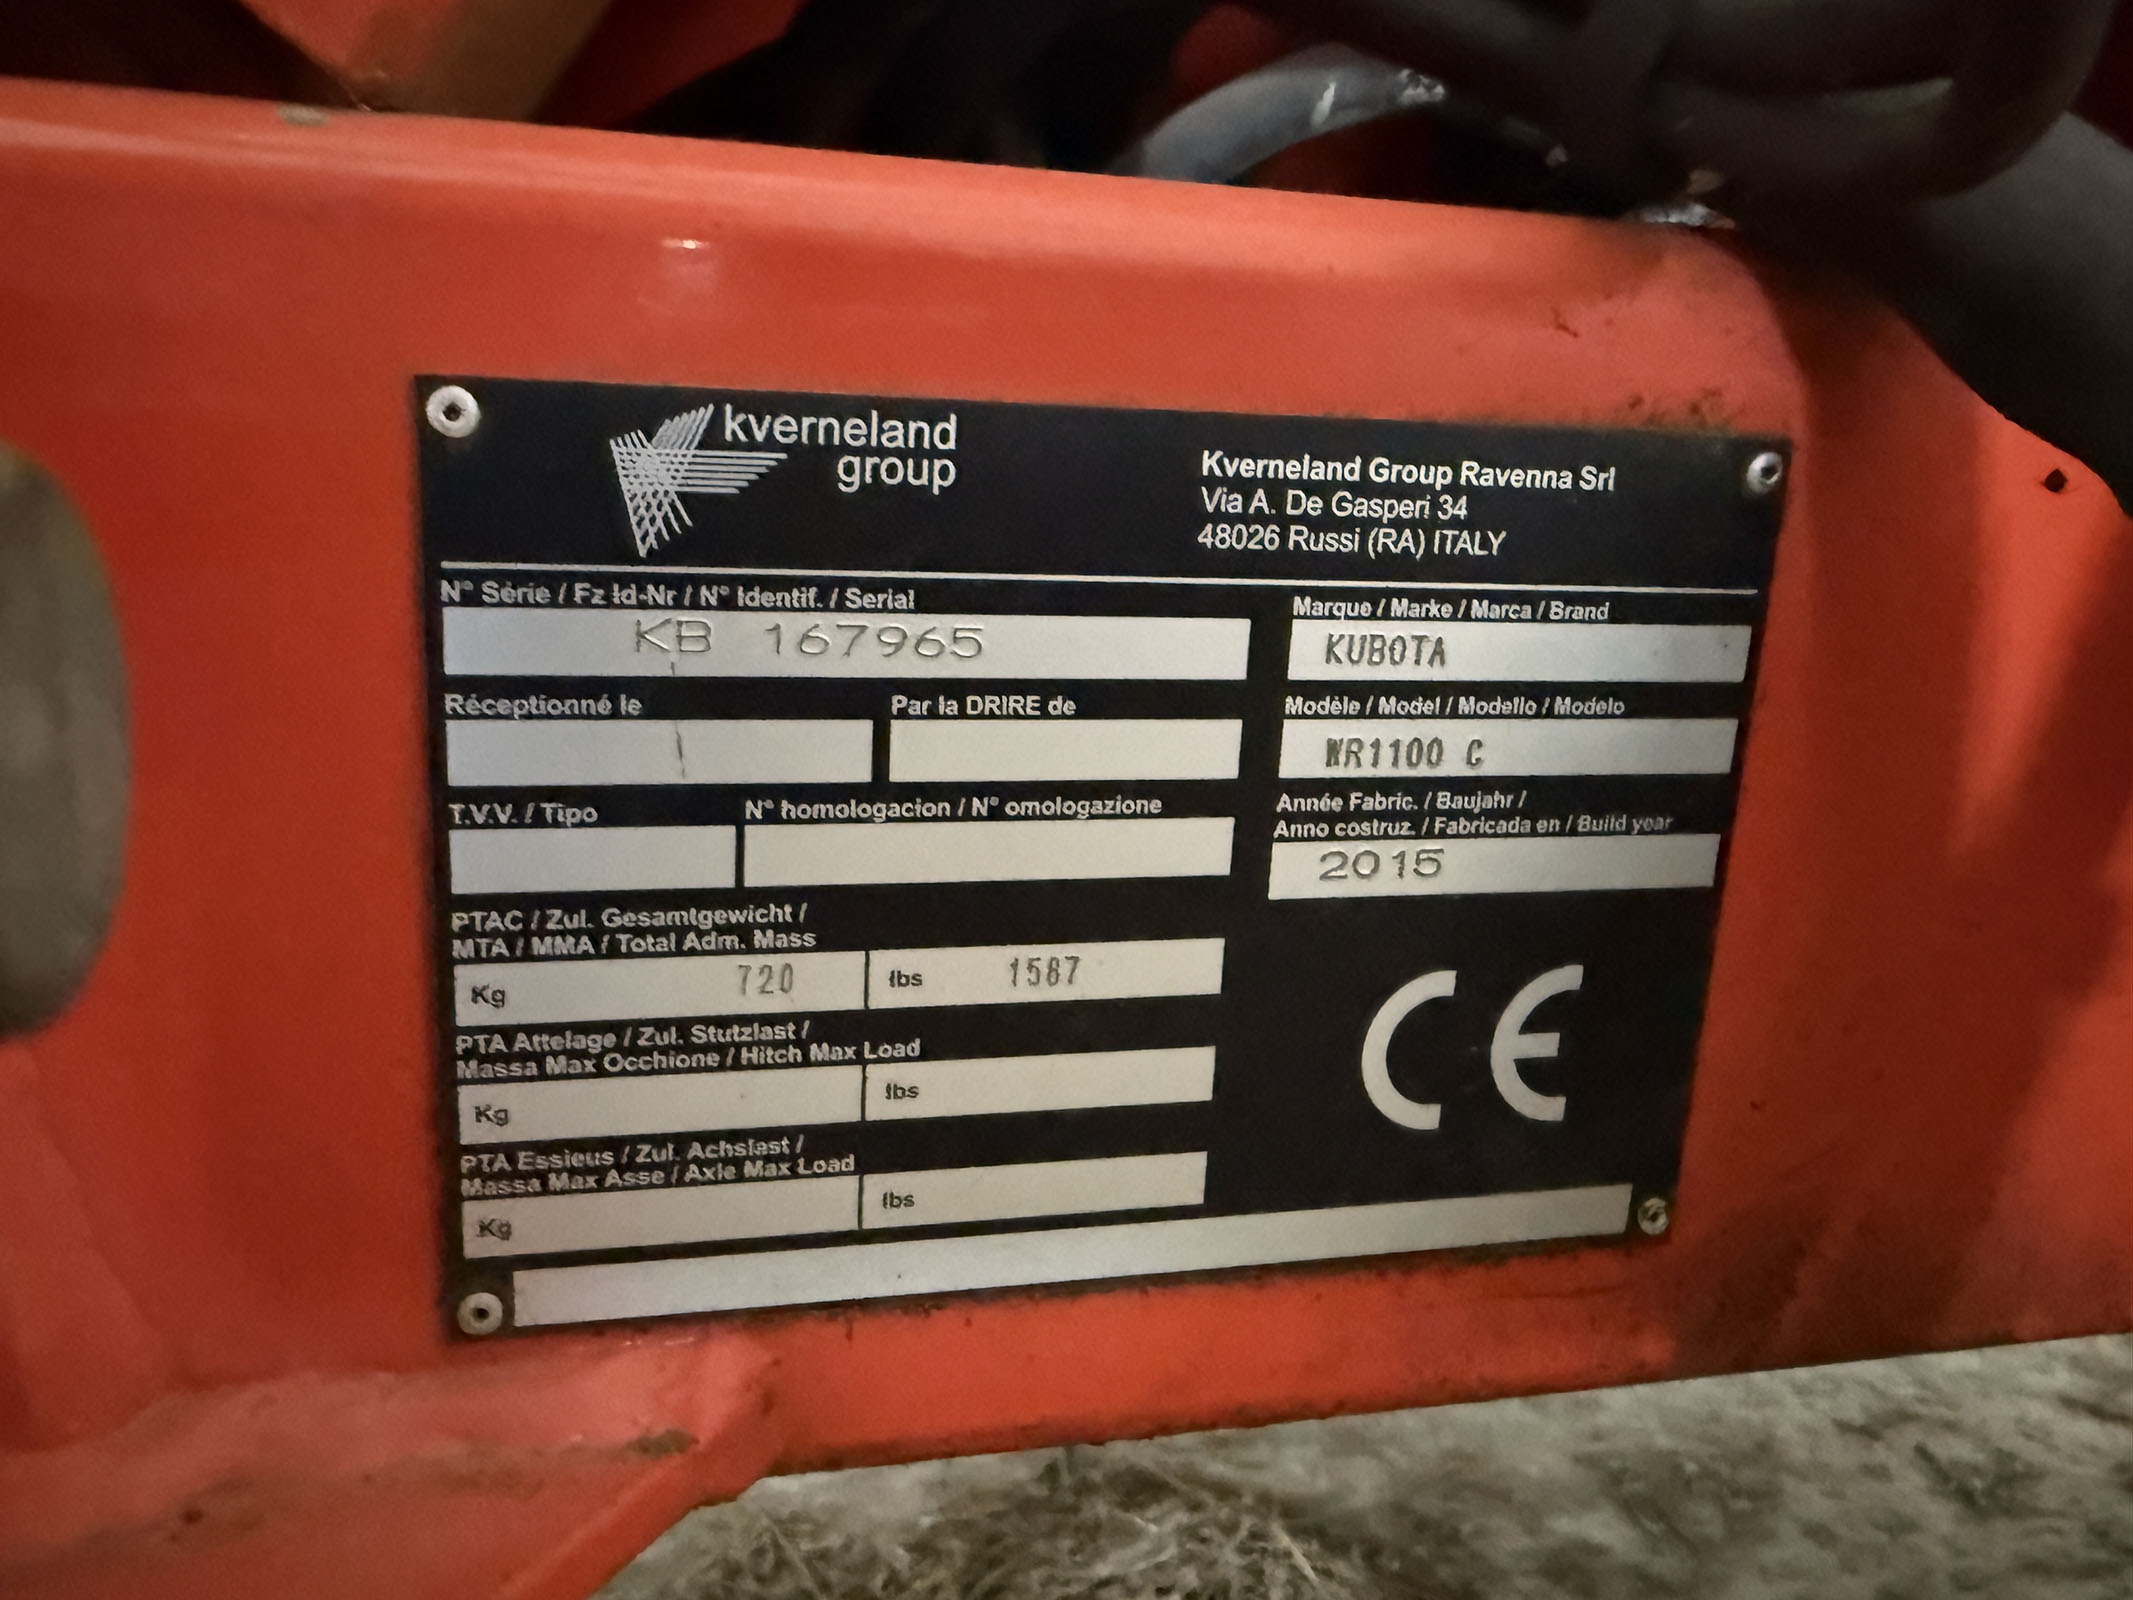 kverneland
group
Kverneland Group Ravenna Srl
Via A. De Gasperi 34
48026 Russi (RA) ITALY
N° Série / Fz Id-Nr / N° Identif. / Serial
KB 167965
Marque / Marke / Marca / Brand
KUBOTA
Réceptionné le
Par la DRIRE de
Modèle / Model / Modello / Modelo
WR1100 C
T.V.V. / Tipo
N° homologacion / N° omologazione
Année Fabric. / Baujahr /
Anno costruz. / Fabricada en / Build year
2015
PTAC / Zul. Gesamtgewicht /
MTA / MMA / Total Adm. Mass
Kg 720
lbs 1587
PTA Attelage / Zul. Stutzlast /
Massa Max Occhione / Hitch Max Load
Kg
lbs
PTA Essieus / Zul. Achslast /
Massa Max Asse / Axle Max Load
Kg
lbs
CE